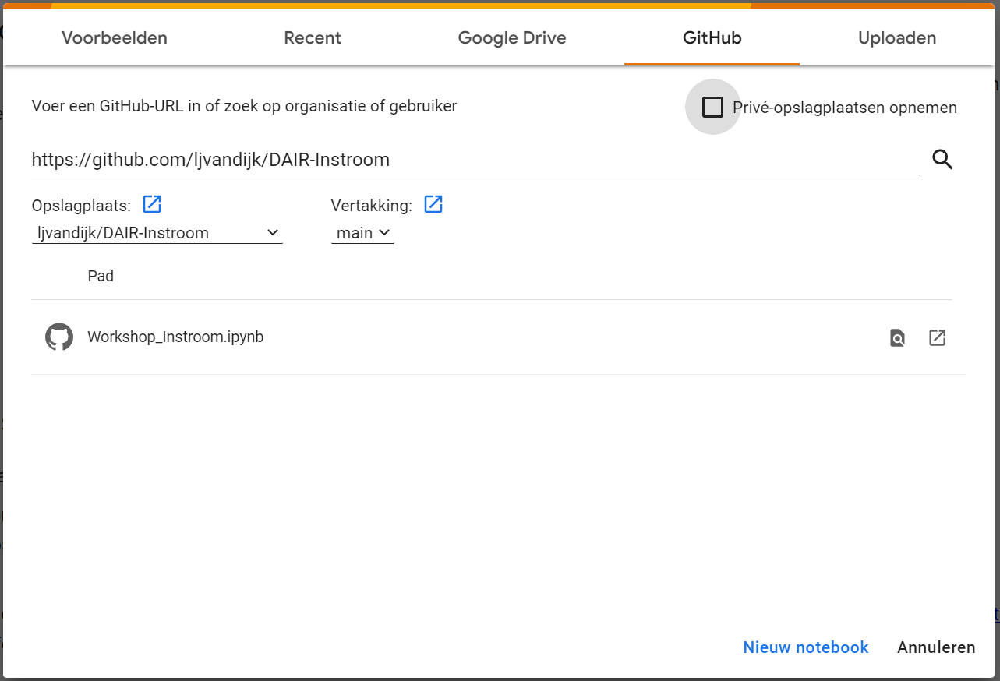 Voorbeelden Recent Google Drive GitHub Uploaden
Voer een GitHub-URL in of zoek op organisatie of gebruiker
Privé-opslagplaatsen opnemen
https://github.com/ljvandijk/DAIR-Instroom
Opslagplaats: Vertakking:
ljvandijk/DAIR-Instroom main
Pad
Workshop_Instroom.ipynb
Nieuw notebook Annuleren